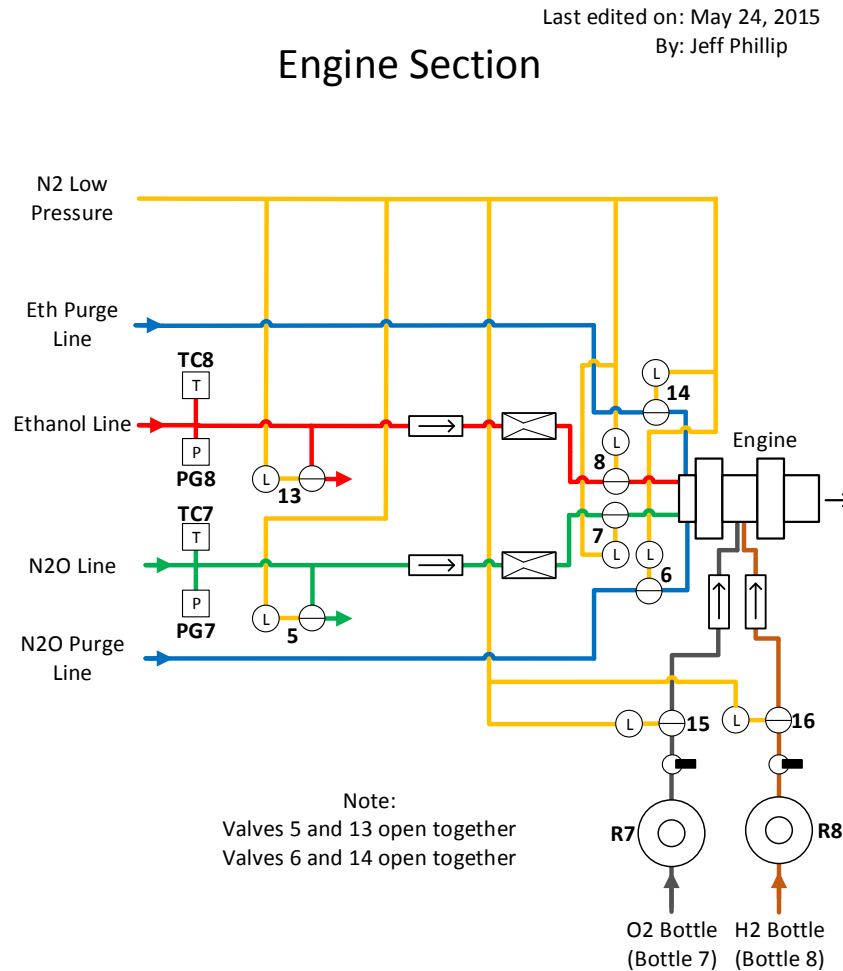 Last edited on: May 24, 2015
By: Jeff Phillip
Engine Section
N2 Low
Pressure
Eth Purge
Line
TC8
T
Ethanol Line
P
PG8
L
13
TC7
T
N2O Line
P
PG7
L
5
N2O Purge
Line
L
14
L
8
7
L
L
6
Engine
L
15
L
16
R7
R8
Note:
Valves 5 and 13 open together
Valves 6 and 14 open together
O2 Bottle
(Bottle 7)
H2 Bottle
(Bottle 8)